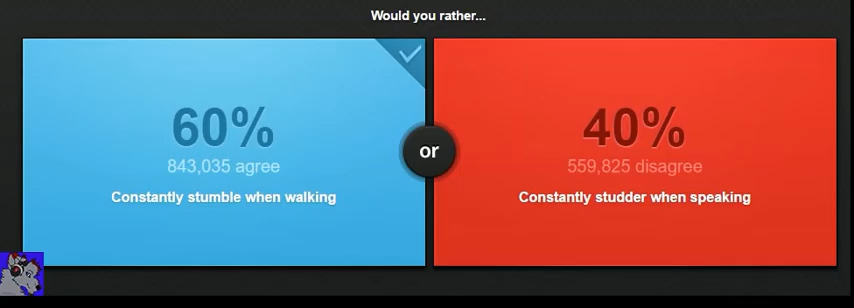 Would you rather...
60%
843,035 agree
Constantly stumble when walking
or
40%
559,825 disagree
Constantly studder when speaking